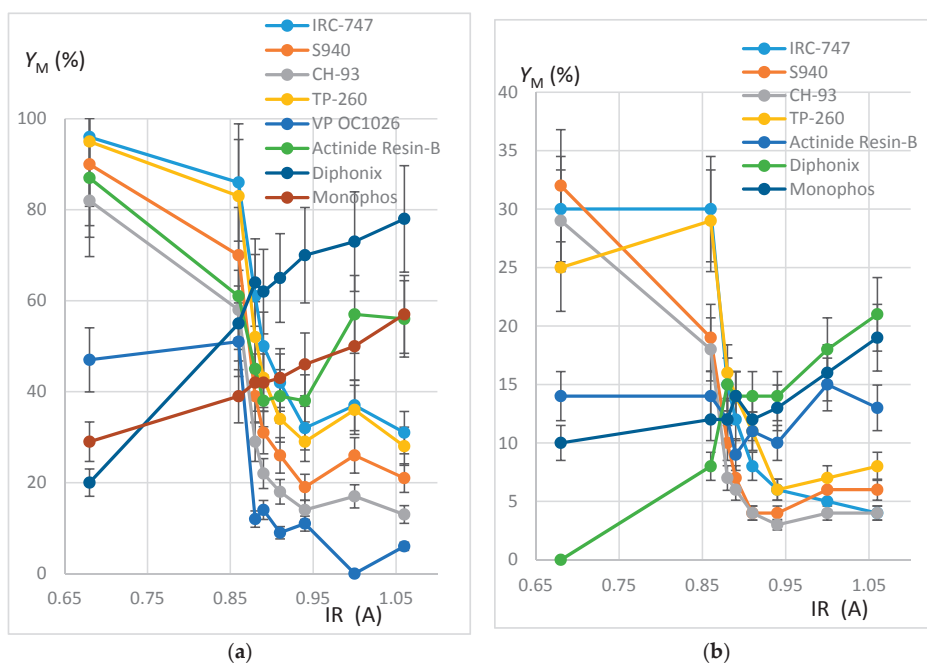 (a)
Y_M (%)
IRC-747
S940
CH-93
TP-260
VP OC1026
Actinide Resin-B
Diphonix
Monophos
100
80
60
40
20
0
0.65 0.75 0.85 0.95 1.05
IR (A)
(a)
(b)
Y_M (%)
IRC-747
S940
CH-93
TP-260
Actinide Resin-B
Diphonix
Monophos
40
35
30
25
20
15
10
5
0
0.65 0.75 0.85 0.95 1.05
IR (A)
(b)